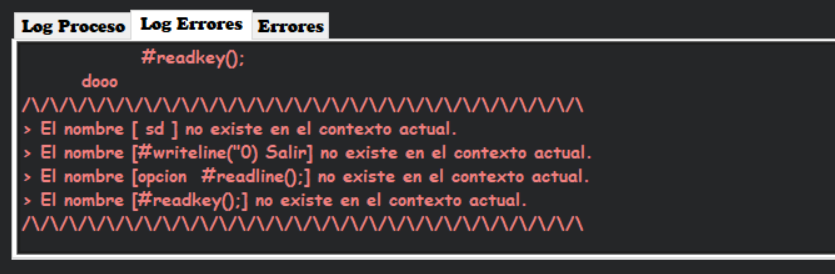 Log Proceso Log Errores Errores
#readkey();
dooo
/\/\/\/\/\/\/\/\/\/\/\/\/\/\/\/\/\/\/\/\/\/\/\/\/\/\/\/\/\/\
> El nombre [ sd ] no existe en el contexto actual.
> El nombre [#writeline("0) Salir] no existe en el contexto actual.
> El nombre [opcion  #readline();] no existe en el contexto actual.
> El nombre [#readkey();] no existe en el contexto actual.
/\/\/\/\/\/\/\/\/\/\/\/\/\/\/\/\/\/\/\/\/\/\/\/\/\/\/\/\/\/\